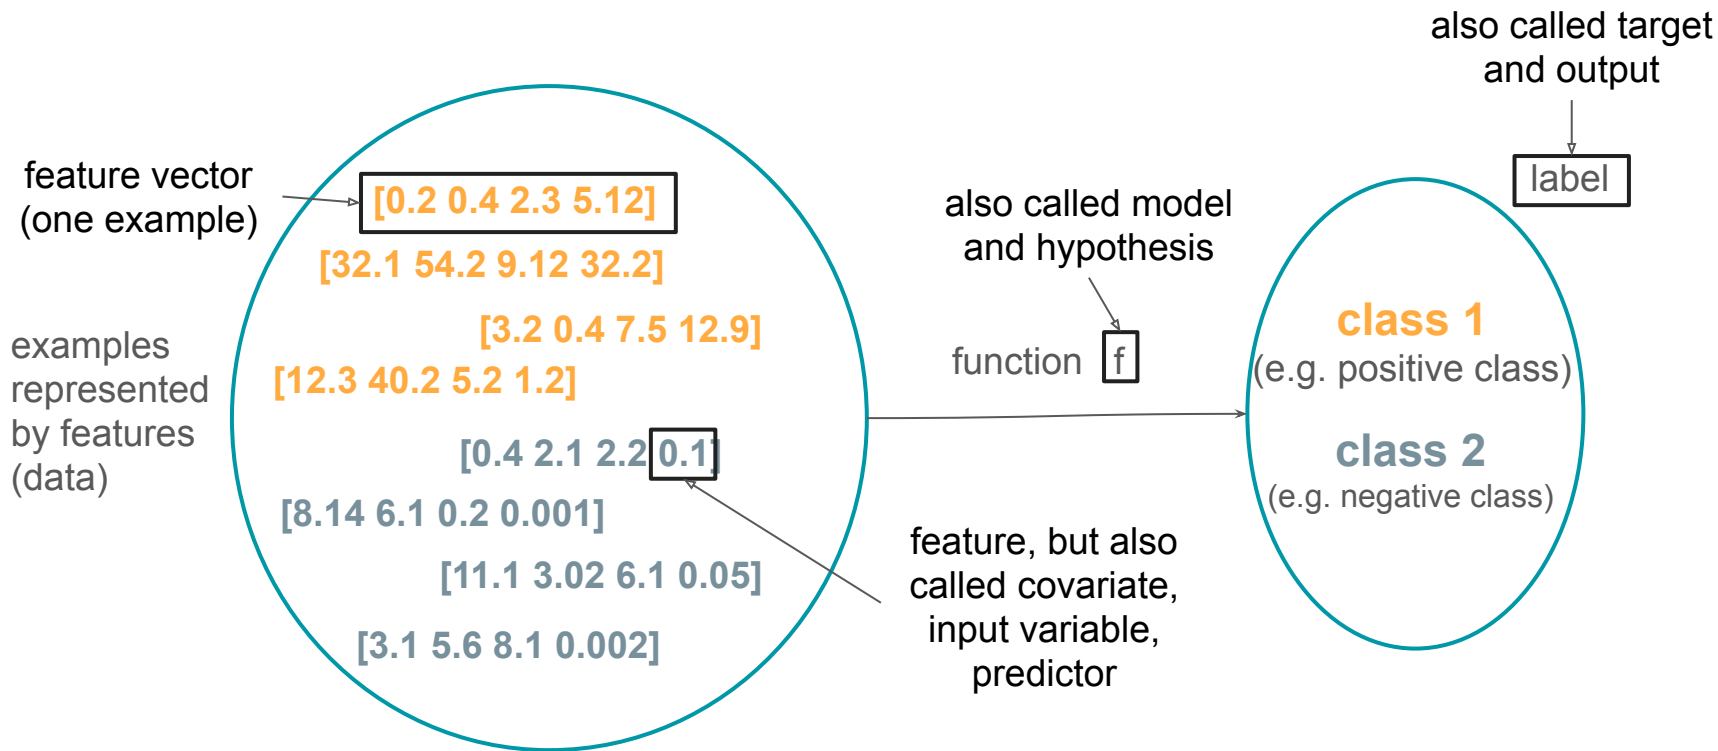 also called target
and output
label
feature vector
(one example)
[0.2 0.4 2.3 5.12]
[32.1 54.2 9.12 32.2]
[3.2 0.4 7.5 12.9]
[12.3 40.2 5.2 1.2]
examples
represented
by features
(data)
[0.4 2.1 2.2 0.1]
[8.14 6.1 0.2 0.001]
[11.1 3.02 6.1 0.05]
[3.1 5.6 8.1 0.002]
feature, but also
called covariate,
input variable,
predictor
also called model
and hypothesis
function f
class 1
(e.g. positive class)
class 2
(e.g. negative class)